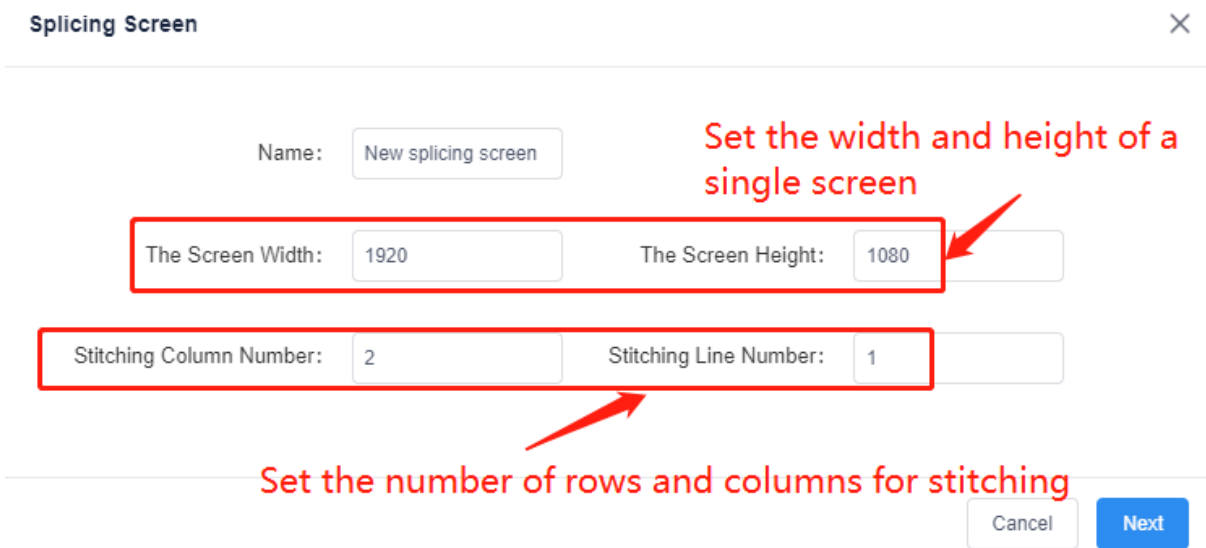 Splicing Screen
Name:
New splicing screen
Set the width and height of a
single screen
The Screen Width:
1920
The Screen Height:
1080
Stitching Column Number:
2
Stitching Line Number:
1
Set the number of rows and columns for stitching
Cancel
Next